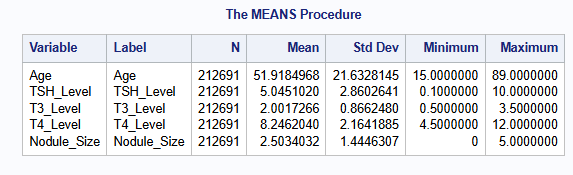 The MEANS Procedure
Variable Label N Mean Std Dev Minimum Maximum
Age Age 212691 51.9184968 21.6328145 15.0000000 89.0000000
TSH_Level TSH_Level 212691 5.0451020 2.8602641 0.1000000 10.0000000
T3_Level T3_Level 212691 2.0017266 0.8662480 0.5000000 3.5000000
T4_Level T4_Level 212691 8.2462040 2.1641885 4.5000000 12.0000000
Nodule_Size Nodule_Size 212691 2.5034032 1.4446307 0 5.0000000